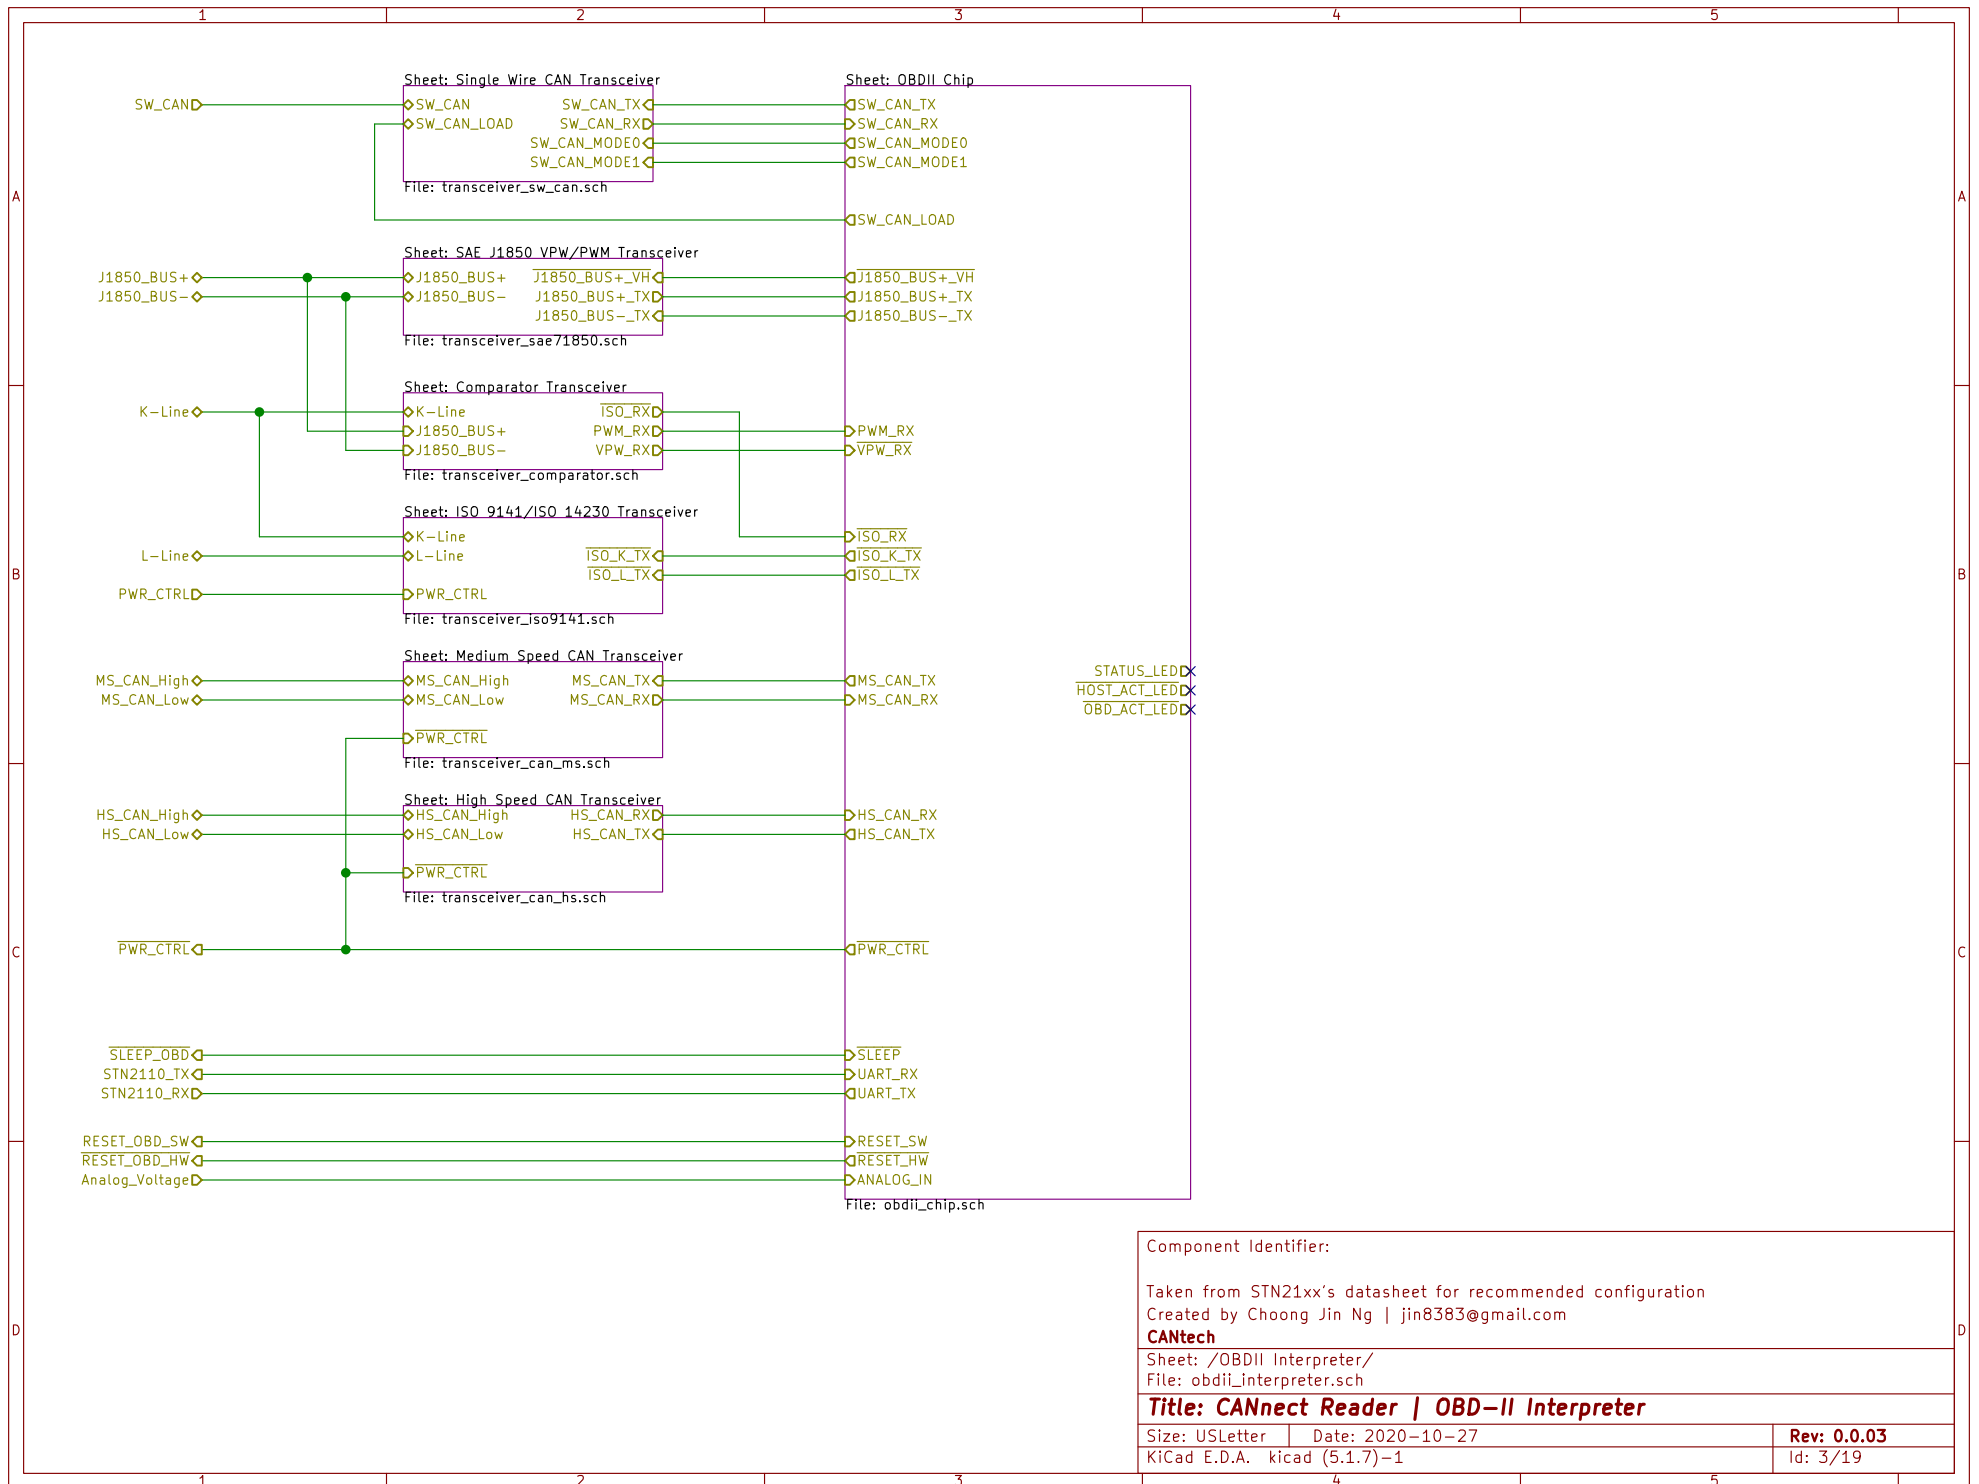 1 2 3 4 5
Sheet: Single Wire CAN Transceiver
Sheet: OBDII Chip
SW_CAN SW_CAN SW_CAN_TX SW_CAN_TX
SW_CAN_LOAD SW_CAN_RX SW_CAN_RX
SW_CAN_MODE0 SW_CAN_MODE0
SW_CAN_MODE1 SW_CAN_MODE1
File: transceiver_sw_can.sch
A A
SW_CAN_LOAD
Sheet: SAE J1850 VPW/PWM Transceiver
J1850_BUS+ J1850_BUS+ J1850_BUS+_VH J1850_BUS+_VH
J1850_BUS- J1850_BUS- J1850_BUS+_TX J1850_BUS+_TX
J1850_BUS-_TX J1850_BUS-_TX
File: transceiver_sae71850.sch
Sheet: Comparator Transceiver
K-Line K-Line ISO_RX
J1850_BUS+ PWM_RX PWM_RX
J1850_BUS- VPW_RX VPW_RX
File: transceiver_comparator.sch
Sheet: ISO 9141/ISO 14230 Transceiver
K-Line ISO_RX
L-Line L-Line ISO_K_TX ISO_K_TX
B ISO_L_TX ISO_L_TX B
PWR_CTRL PWR_CTRL
File: transceiver_iso9141.sch
Sheet: Medium Speed CAN Transceiver
STATUS_LED
MS_CAN_High MS_CAN_High MS_CAN_TX MS_CAN_TX
HOST_ACT_LED
MS_CAN_Low MS_CAN_Low MS_CAN_RX MS_CAN_RX
OBD_ACT_LED
PWR_CTRL
File: transceiver_can_ms.sch
Sheet: High Speed CAN Transceiver
HS_CAN_High HS_CAN_High HS_CAN_RX HS_CAN_RX
HS_CAN_Low HS_CAN_Low HS_CAN_TX HS_CAN_TX
PWR_CTRL
File: transceiver_can_hs.sch
PWR_CTRL PWR_CTRL
C C
SLEEP_OBD SLEEP
STN2110_TX UART_RX
STN2110_RX UART_TX
RESET_OBD_SW RESET_SW
RESET_OBD_HW RESET_HW
Analog_Voltage ANALOG_IN
File: obdii_chip.sch
Component Identifier:
Taken from STN21xx's datasheet for recommended configuration
Created by Choong Jin Ng | jin8383@gmail.com
D D
CANtech
Sheet: /OBDII Interpreter/
File: obdii_interpreter.sch
Title: CANnect Reader | OBD-II Interpreter
Size: USLetter Date: 2020-10-27 Rev: 0.0.03
KiCad E.D.A. kicad (5.1.7)-1 Id: 3/19
1 2 3 4 5